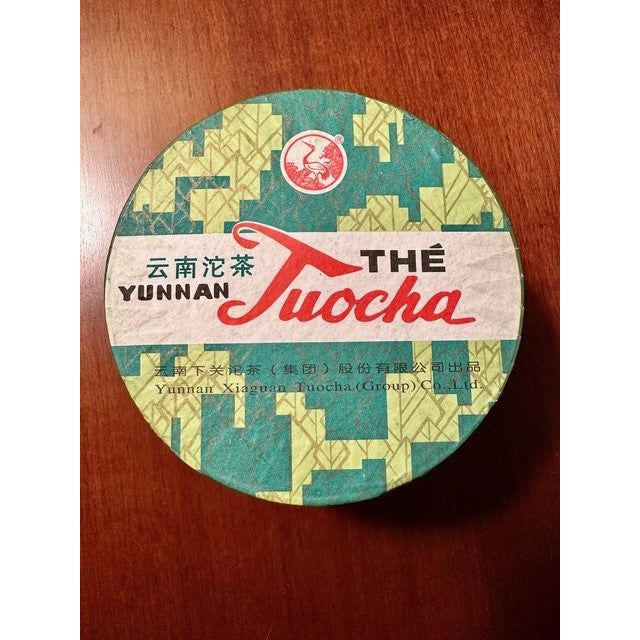 ®
云南沱茶 THÉ
YUNNAN Tuocha
云南下关沱茶（集团）股份有限公司出品
Yunnan Xiaguan Tuocha(Group)Co.,Ltd.